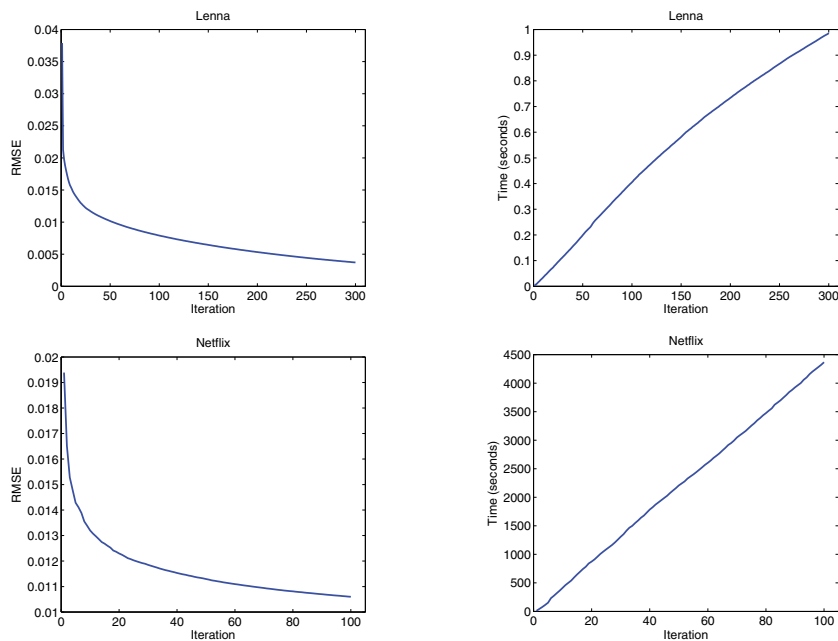 Lenna
0.04
0.035
0.03
0.025
0.02
0.015
0.01
0.005
0
RMSE
0 50 100 150 200 250 300
Iteration
Lenna
1
0.9
0.8
0.7
0.6
0.5
0.4
0.3
0.2
0.1
0
Time (seconds)
0 50 100 150 200 250 300
Iteration
Netflix
0.02
0.019
0.018
0.017
0.016
0.015
0.014
0.013
0.012
0.011
0.01
RMSE
0 20 40 60 80 100
Iteration
Netflix
4500
4000
3500
3000
2500
2000
1500
1000
500
0
Time (seconds)
0 20 40 60 80 100
Iteration